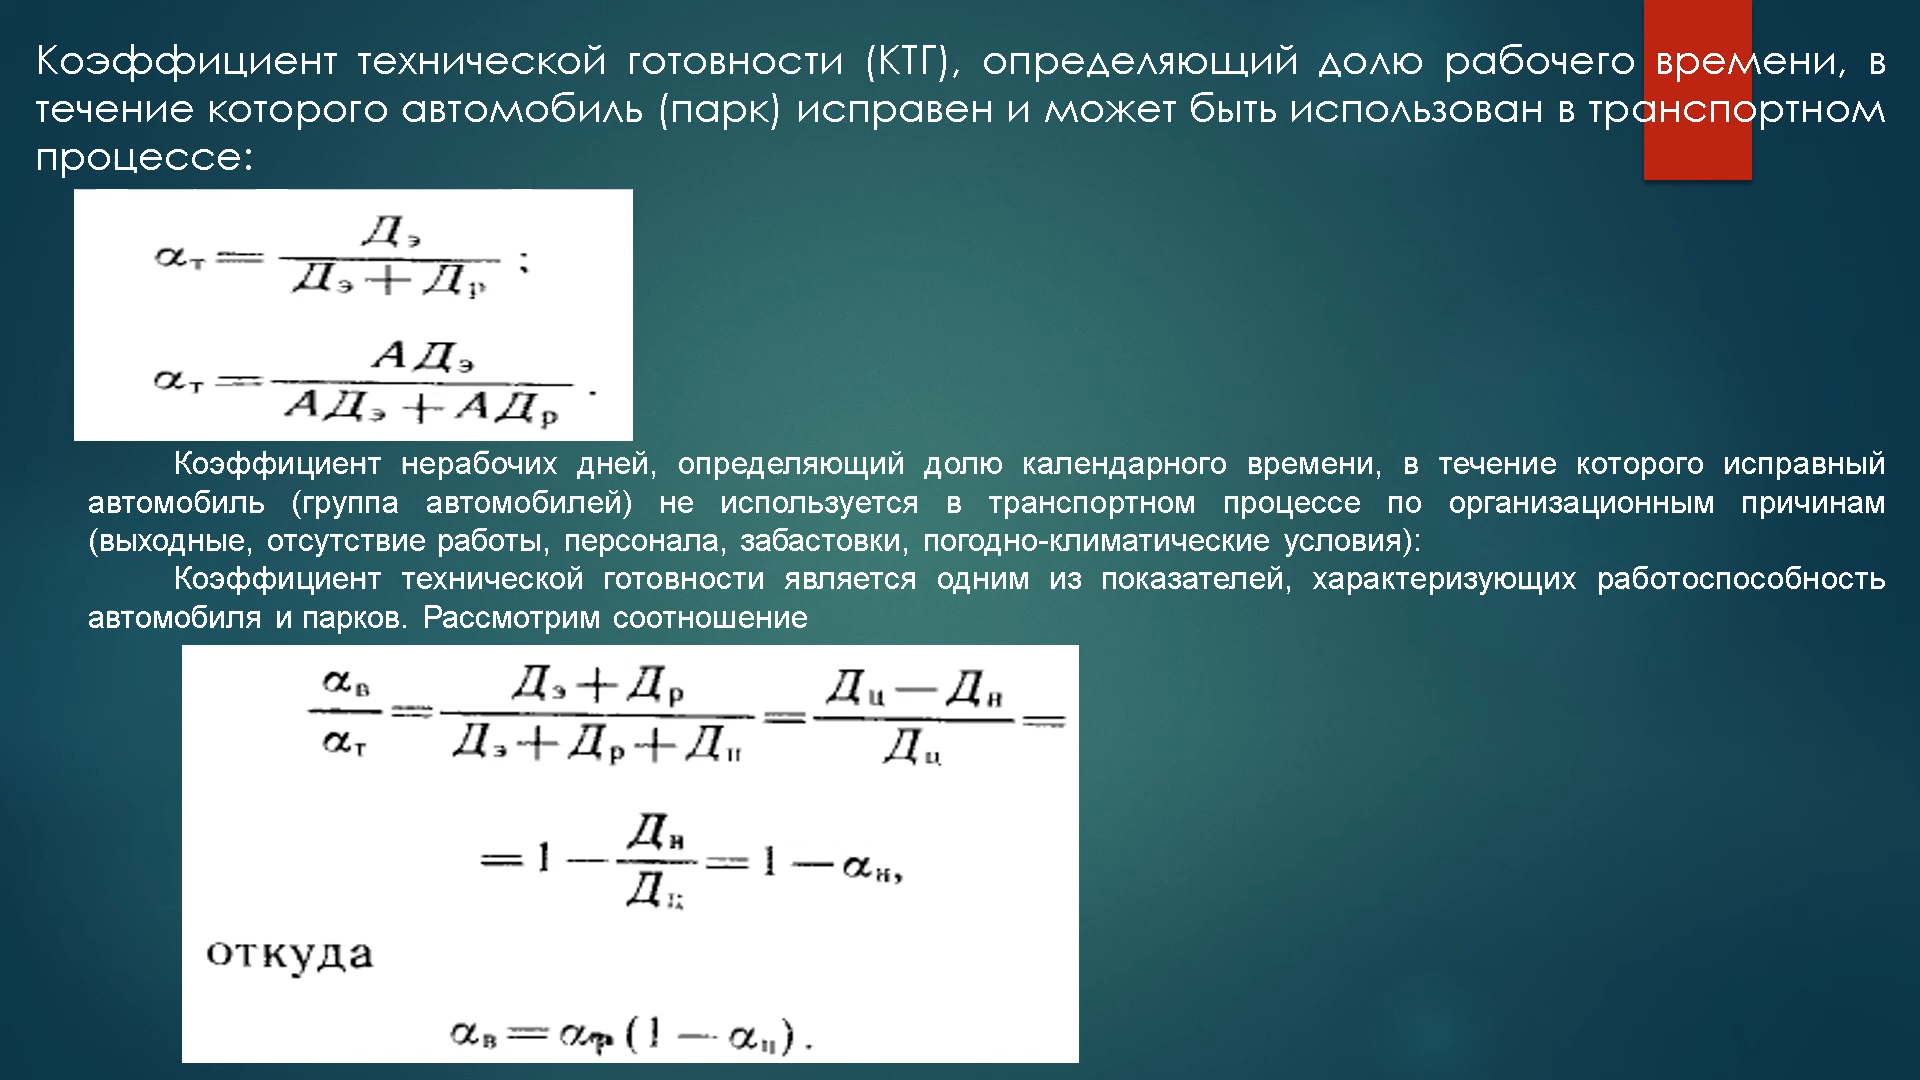 Коэффициент технической готовности (КТГ), определяющий долю рабочего времени, в
течение которого автомобиль (парк) исправен и может быть использован в транспортном
процессе:
αт = Дэ / (Дэ + Др) ;
αт = АДэ / (АДэ + АДр) .
Коэффициент нерабочих дней, определяющий долю календарного времени, в течение которого исправный
автомобиль (группа автомобилей) не используется в транспортном процессе по организационным причинам
(выходные, отсутствие работы, персонала, забастовки, погодно-климатические условия):
Коэффициент технической готовности является одним из показателей, характеризующих работоспособность
автомобиля и парков. Рассмотрим соотношение
αв / αт = (Дэ + Др) / (Дэ + Др + Дн) = (Дц — Дн) / Дц =
= 1 — Дн / Дц = 1 — αн,
откуда
αв = αт (1 — αн).